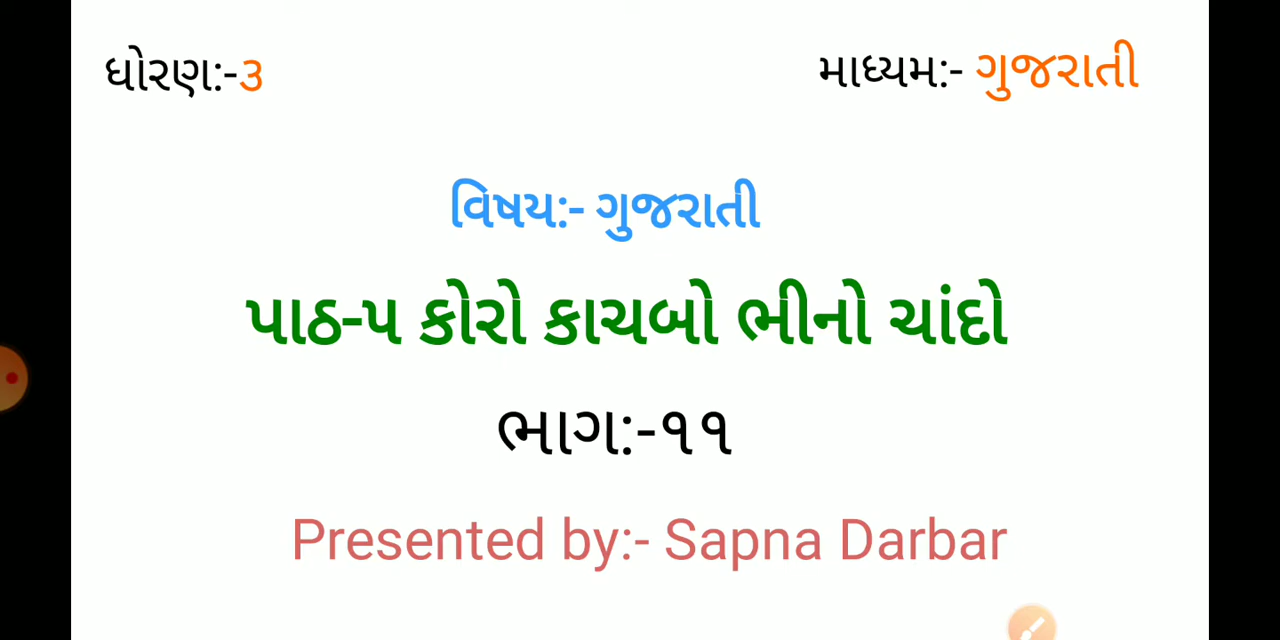 ધોરણ:-૩ માધ્યમ:- ગુજરાતી
વિષય:- ગુજરાતી
પાઠ-૫ કોરો કાચબો ભીનો ચાંદો
ભાગ:-૧૧
Presented by:- Sapna Darbar